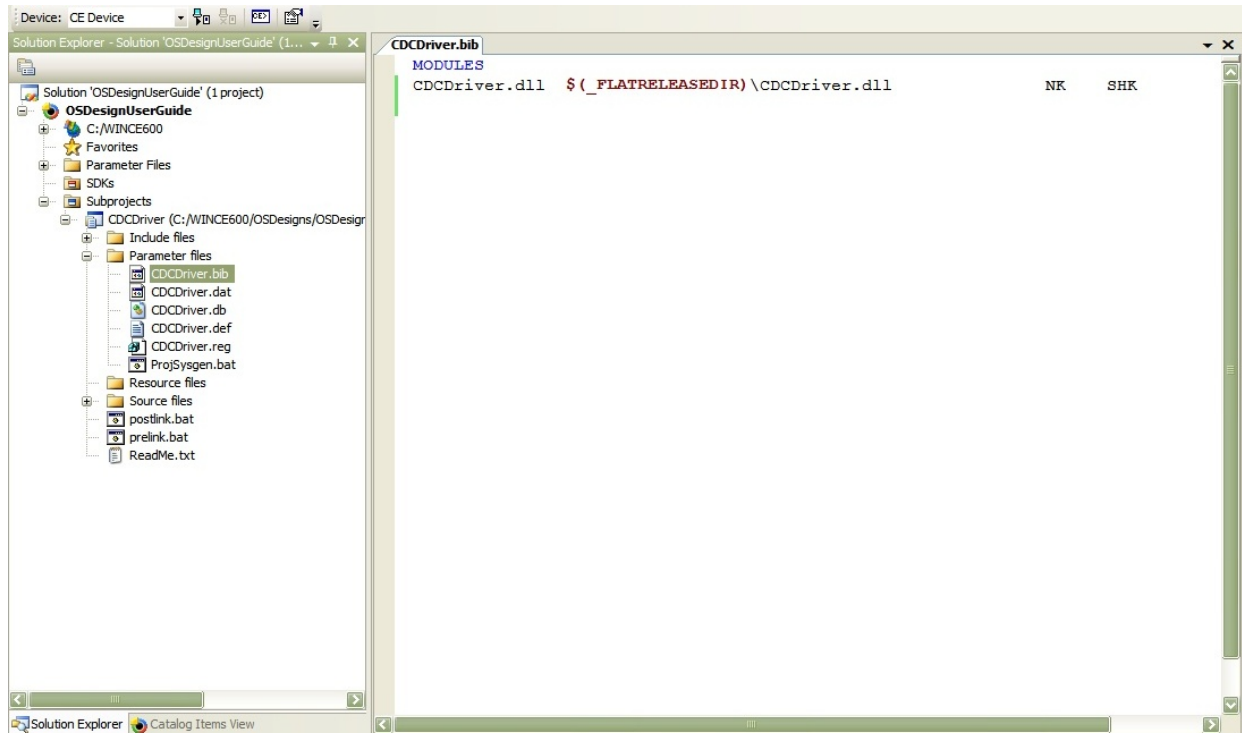 Device: CE Device
Solution Explorer - Solution 'OSDesignUserGuide' (1...
Solution 'OSDesignUserGuide' (1 project)
OSDesignUserGuide
C:/WINCE600
Favorites
Parameter Files
SDKs
Subprojects
CDCDriver (C:/WINCE600/OSDesigns/OSDesigr
Include files
Parameter files
CDCDriver.bib
CDCDriver.dat
CDCDriver.db
CDCDriver.def
CDCDriver.reg
ProjSysgen.bat
Resource files
Source files
postlink.bat
prelink.bat
ReadMe.txt
Solution Explorer Catalog Items View
CDCDriver.bib
MODULES
CDCDriver.dll $(_FLATRELEASEDIR)\CDCDriver.dll NK SHK